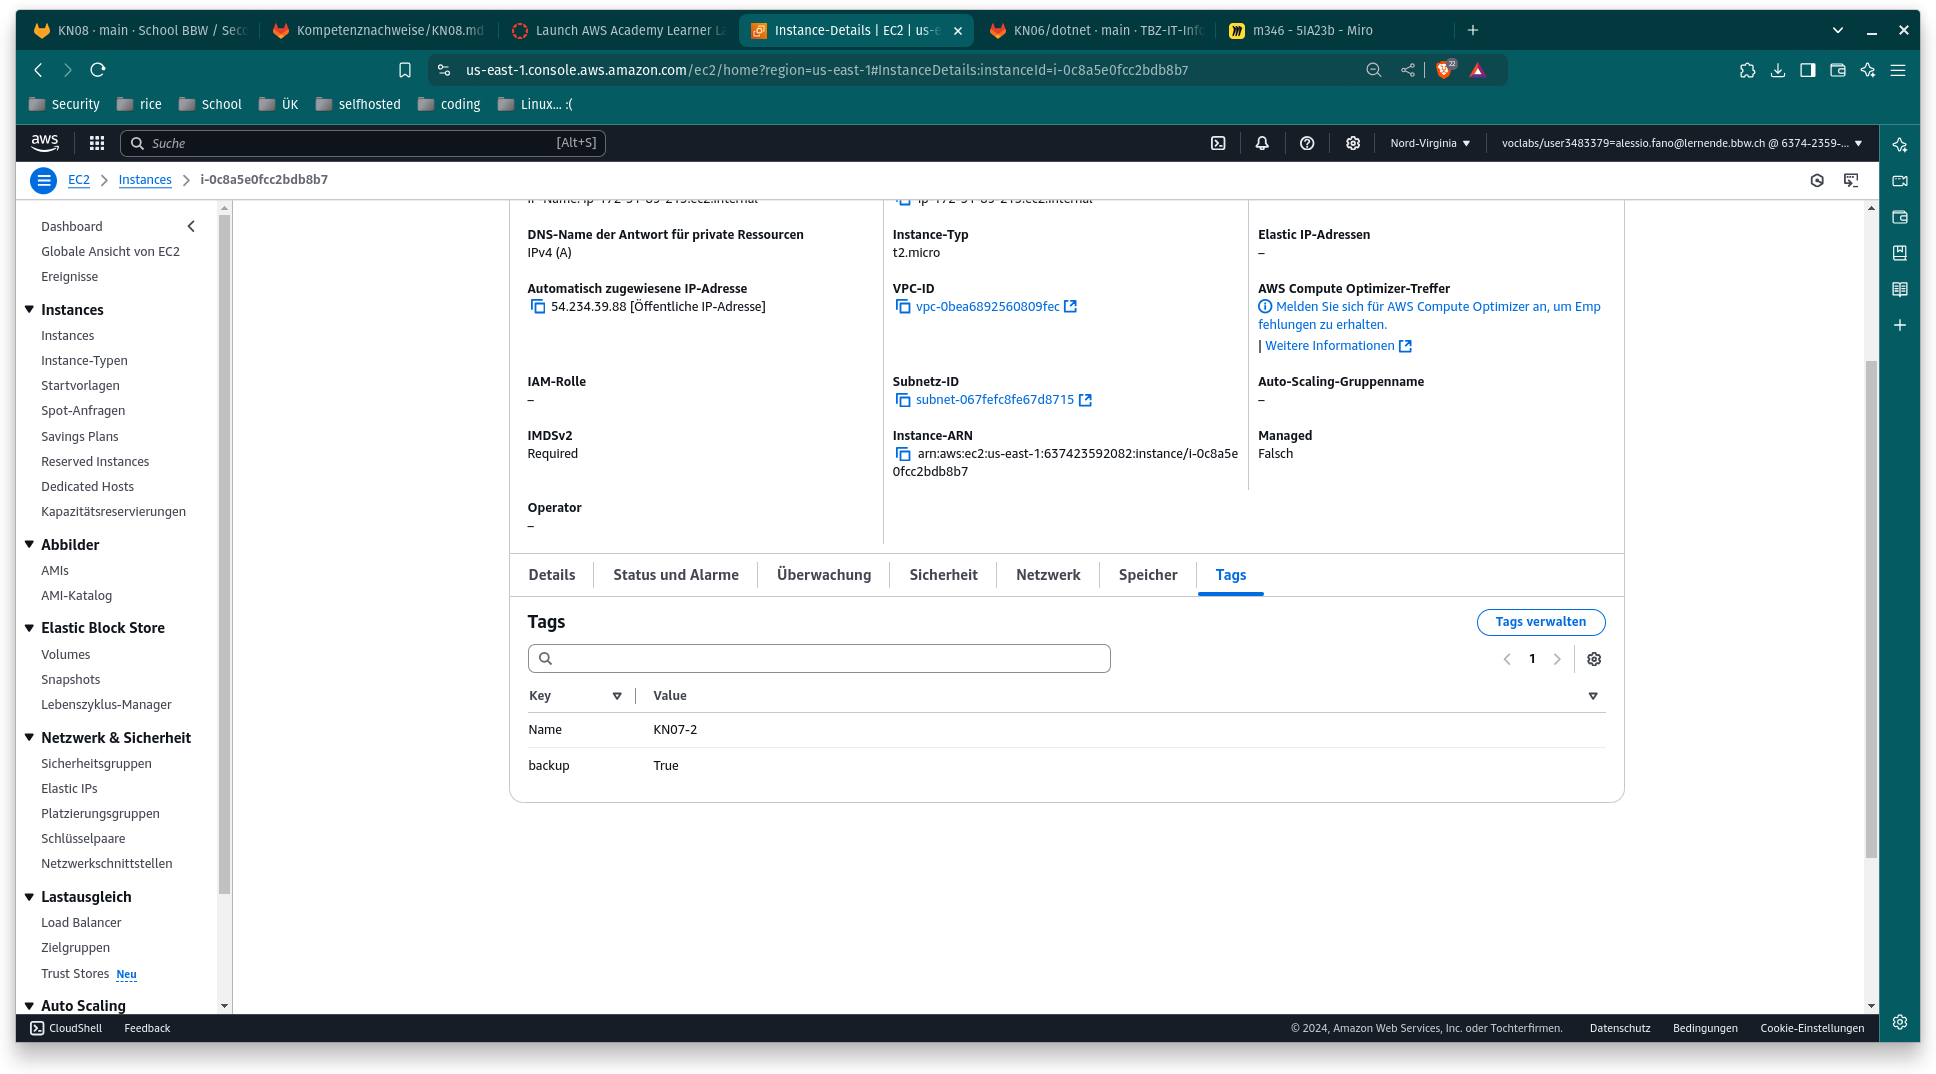 KN08 · main · School BBW / Sec
Kompetenznachweise/KN08.md
Launch AWS Academy Learner L
Instance-Details | EC2 | us-e
KN06/dotnet · main · TBZ-IT-Inf
m346 - 5IA23b - Miro
us-east-1.console.aws.amazon.com/ec2/home?region=us-east-1#InstanceDetails:instanceId=i-0c8a5e0fcc2bdb8b7
22
Security
rice
School
ÜK
selfhosted
coding
Linux... :(
aws
Suche
[Alt+S]
Nord-Virginia
voclabs/user3483379=alessio.fano@lernende.bbw.ch @ 6374-2359-...
EC2
Instances
i-0c8a5e0fcc2bdb8b7
Dashboard
Globale Ansicht von EC2
Ereignisse
Instances
Instances
Instance-Typen
Startvorlagen
Spot-Anfragen
Savings Plans
Reserved Instances
Dedicated Hosts
Kapazitätsreservierungen
Abbilder
AMIs
AMI-Katalog
Elastic Block Store
Volumes
Snapshots
Lebenszyklus-Manager
Netzwerk & Sicherheit
Sicherheitsgruppen
Elastic IPs
Platzierungsgruppen
Schlüsselpaare
Netzwerkschnittstellen
Lastausgleich
Load Balancer
Zielgruppen
Trust Stores Neu
Auto Scaling
DNS-Name der Antwort für private Ressourcen
IPv4 (A)
Instance-Typ
t2.micro
Elastic IP-Adressen
–
Automatisch zugewiesene IP-Adresse
54.234.39.88 [Öffentliche IP-Adresse]
VPC-ID
vpc-0bea6892560809fec
AWS Compute Optimizer-Treffer
Melden Sie sich für AWS Compute Optimizer an, um Emp
fehlungen zu erhalten.
| Weitere Informationen
IAM-Rolle
–
Subnetz-ID
subnet-067fefc8fe67d8715
Auto-Scaling-Gruppenname
–
IMDSv2
Required
Instance-ARN
arn:aws:ec2:us-east-1:637423592082:instance/i-0c8a5e
0fcc2bdb8b7
Managed
Falsch
Operator
–
Details
Status und Alarme
Überwachung
Sicherheit
Netzwerk
Speicher
Tags
Tags
Tags verwalten
1
Key
Value
Name
KN07-2
backup
True
CloudShell
Feedback
© 2024, Amazon Web Services, Inc. oder Tochterfirmen.
Datenschutz
Bedingungen
Cookie-Einstellungen